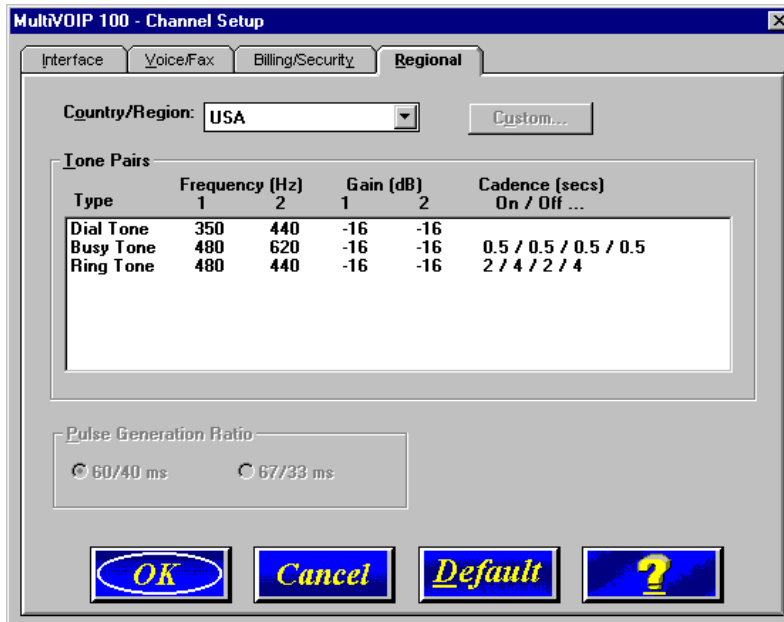 MultiVOIP 100 - Channel Setup
Interface Voice/Fax Billing/Security Regional
Country/Region: USA Custom...
Tone Pairs
Frequency (Hz) Gain (dB) Cadence (secs)
Type 1 2 1 2 On / Off ...
Dial Tone 350 440 -16 -16
Busy Tone 480 620 -16 -16 0.5 / 0.5 / 0.5 / 0.5
Ring Tone 480 440 -16 -16 2 / 4 / 2 / 4
Pulse Generation Ratio
60/40 ms 67/33 ms
OK Cancel Default ?